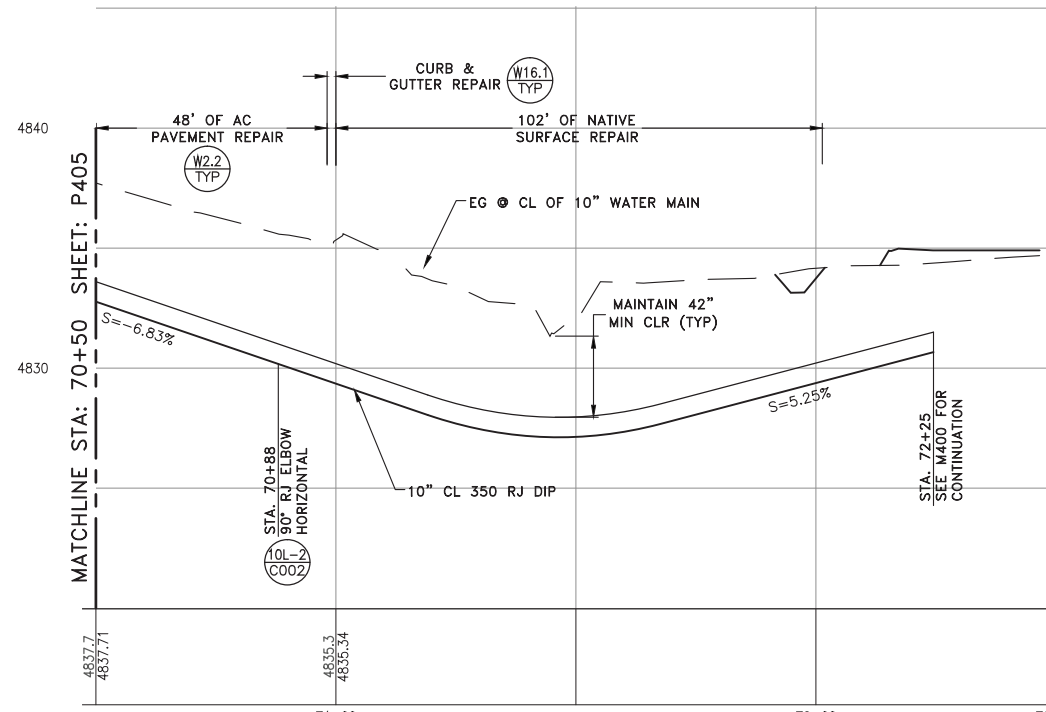 CURB &
GUTTER REPAIR
W16.1
TYP
4840
48' OF AC
PAVEMENT REPAIR
102' OF NATIVE
SURFACE REPAIR
W2.2
TYP
MATCHLINE STA: 70+50 SHEET: P405
EG @ CL OF 10" WATER MAIN
MAINTAIN 42"
MIN CLR (TYP)
S=-6.83%
4830
S=5.25%
STA. 70+88
90° RJ ELBOW
HORIZONTAL
10L-2
C002
10" CL 350 RJ DIP
STA. 72+25
SEE M400 FOR
CONTINUATION
4837.7
4837.71
4835.3
4835.34